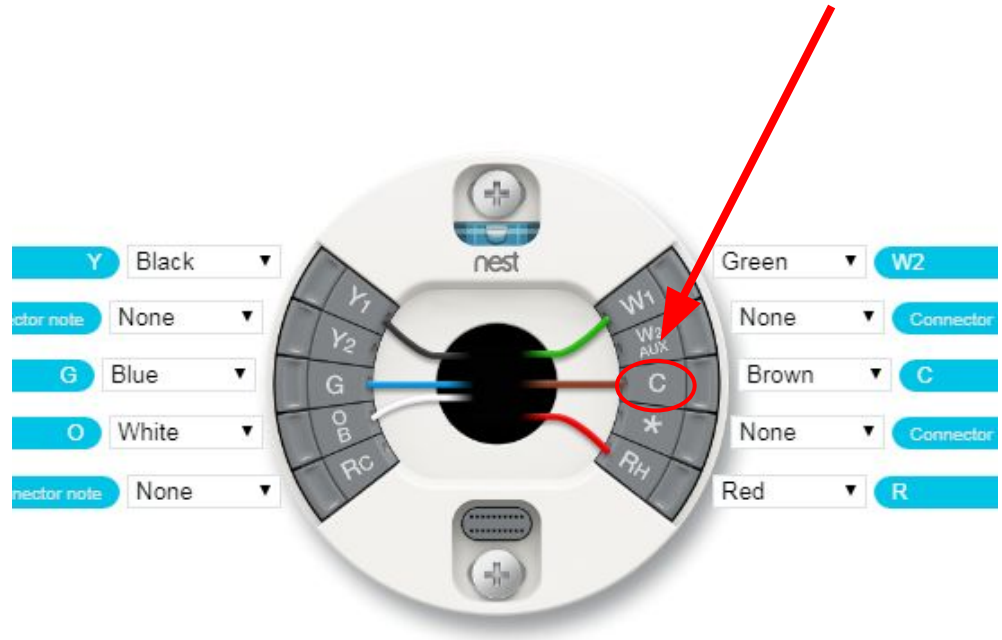 Y Black
ctor note None
G Blue
O White
nector note None
nest
Y1
Y2
G
O
B
RC
W1
W2
AUX
C
*
RH
Green W2
None Connector
Brown C
None Connector
Red R